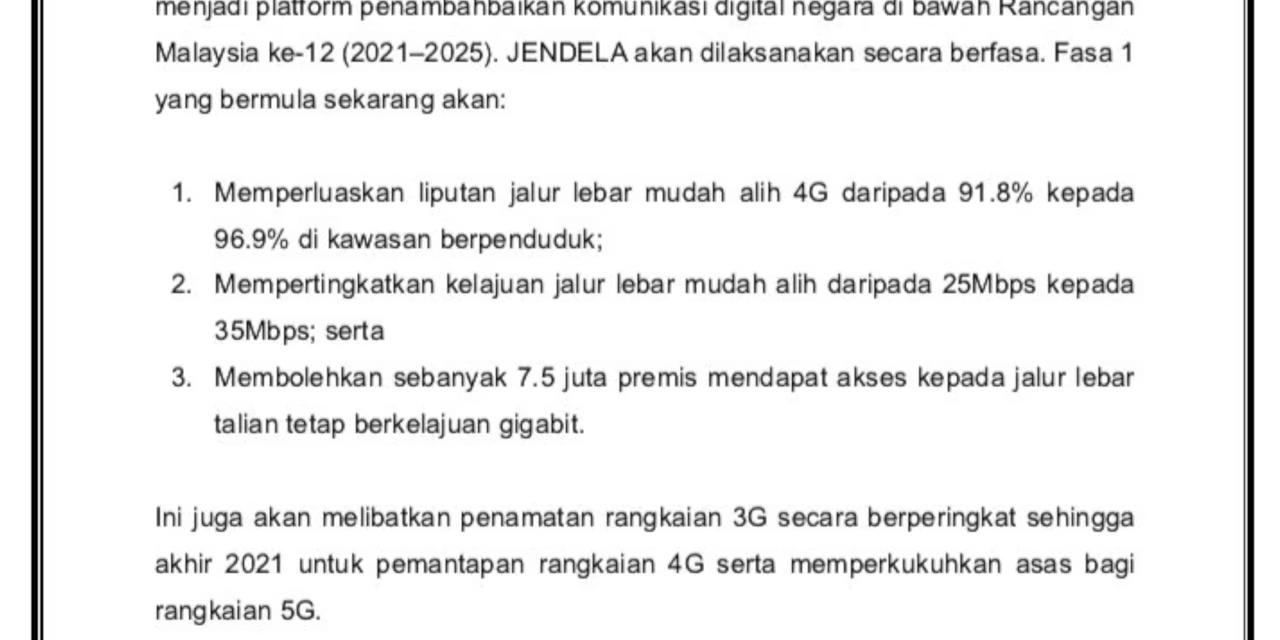 menjadi platform penambahbaikan komunikasi digital negara di bawah Rancangan
Malaysia ke-12 (2021–2025). JENDELA akan dilaksanakan secara berfasa. Fasa 1
yang bermula sekarang akan:
1. Memperluaskan liputan jalur lebar mudah alih 4G daripada 91.8% kepada
96.9% di kawasan berpenduduk;
2. Mempertingkatkan kelajuan jalur lebar mudah alih daripada 25Mbps kepada
35Mbps; serta
3. Membolehkan sebanyak 7.5 juta premis mendapat akses kepada jalur lebar
talian tetap berkelajuan gigabit.
Ini juga akan melibatkan penamatan rangkaian 3G secara berperingkat sehingga
akhir 2021 untuk pemantapan rangkaian 4G serta memperkukuhkan asas bagi
rangkaian 5G.